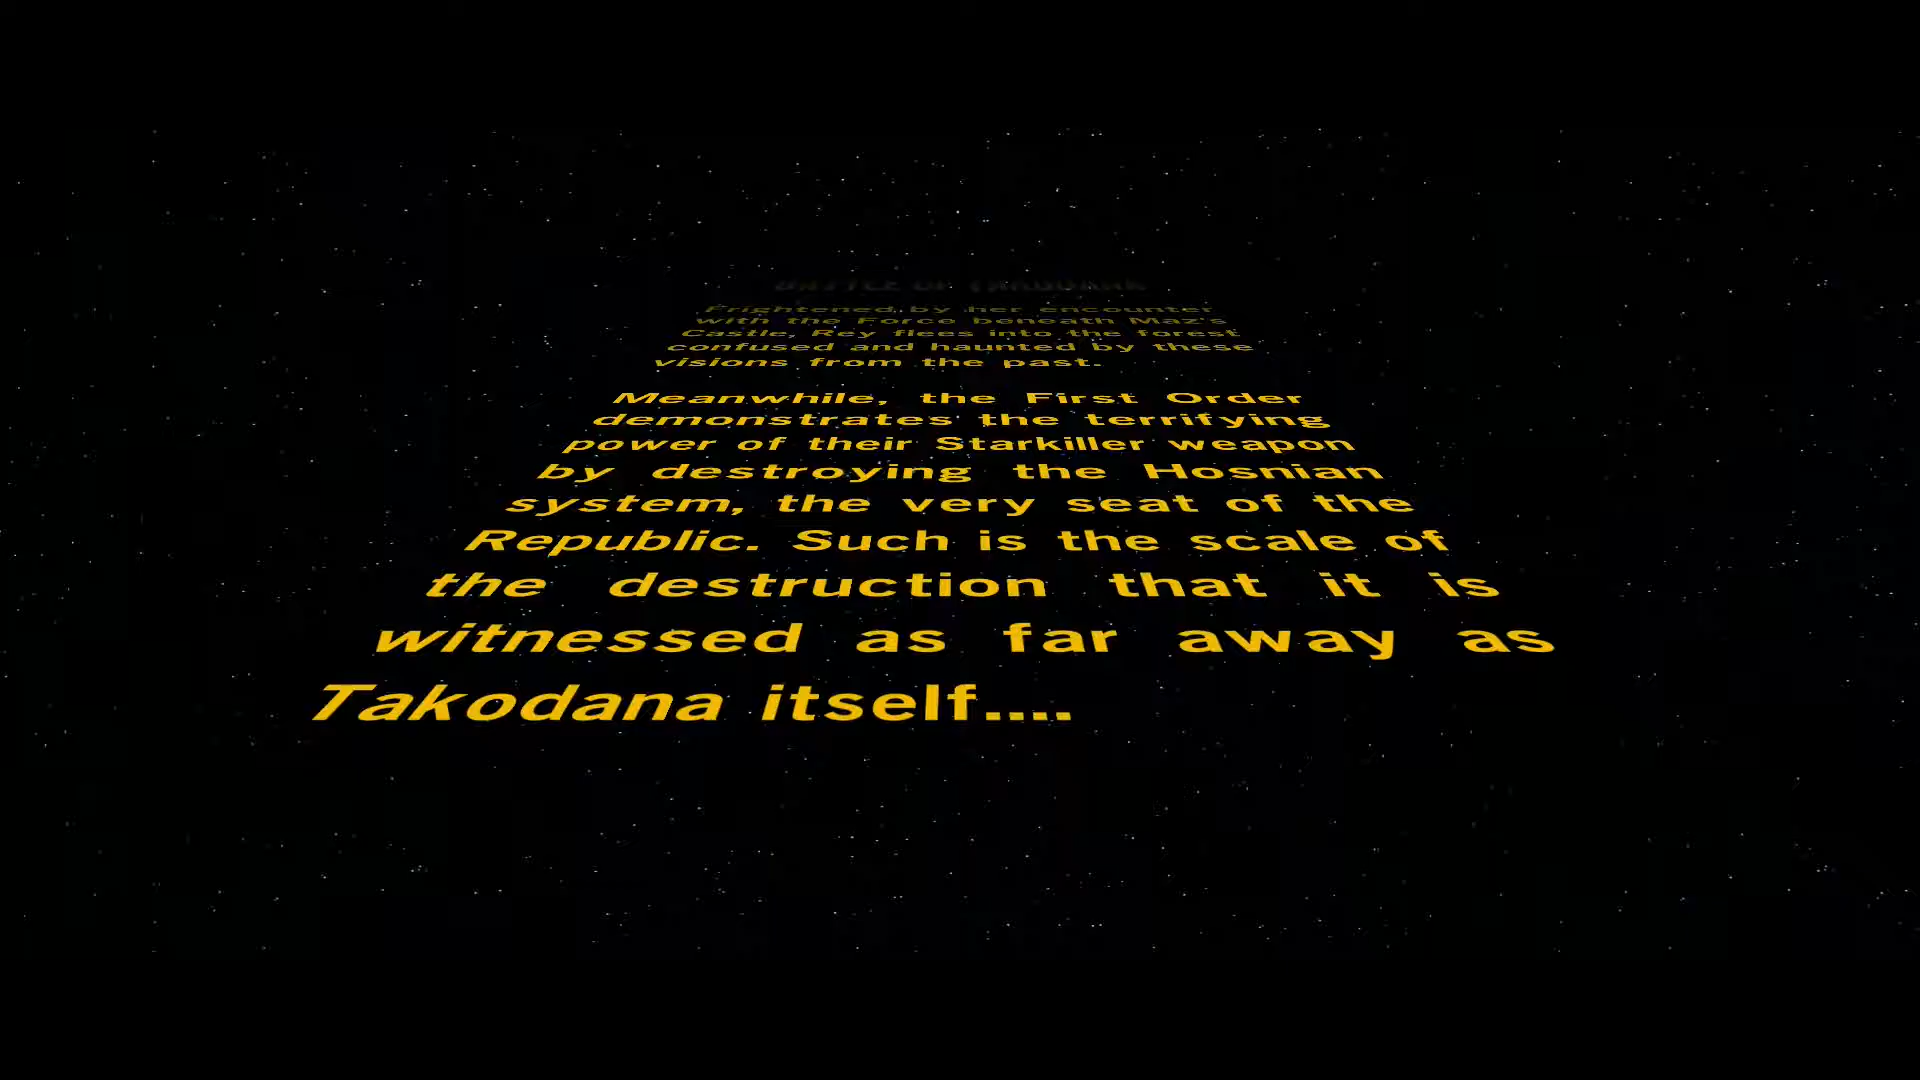 BATTLE OF TAKODANA
Frightened by her encounter
with the Force beneath Maz's
Castle, Rey flees into the forest
confused and haunted by these
visions from the past.
Meanwhile, the First Order
demonstrates the terrifying
power of their Starkiller weapon
by destroying the Hosnian
system, the very seat of the
Republic. Such is the scale of
the destruction that it is
witnessed as far away as
Takodana itself....